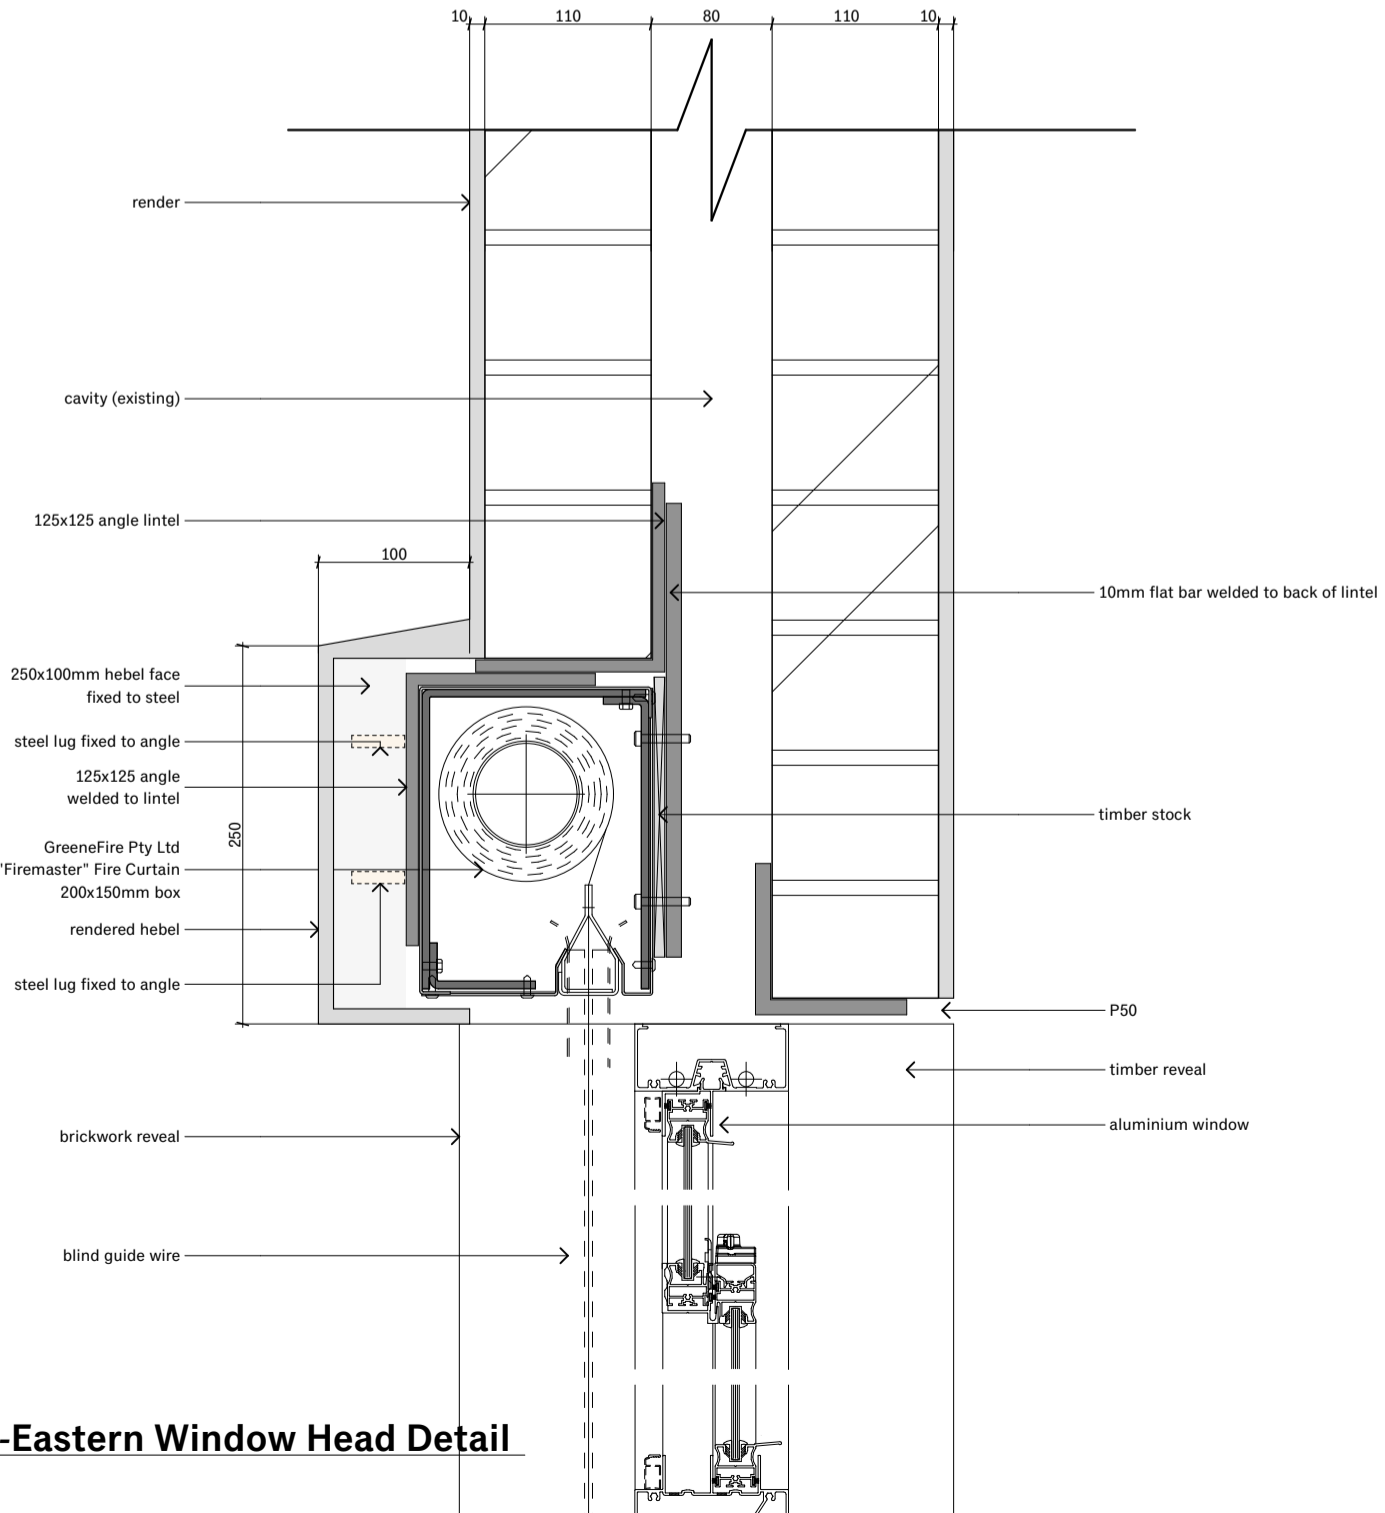 10 110 80 110 10
render
cavity (existing)
125x125 angle lintel
100
10mm flat bar welded to back of lintel
250x100mm hebel face
fixed to steel
steel lug fixed to angle
125x125 angle
welded to lintel
timber stock
250
GreeneFire Pty Ltd
"Firemaster" Fire Curtain
200x150mm box
rendered hebel
steel lug fixed to angle
P50
timber reveal
aluminium window
brickwork reveal
blind guide wire
-Eastern Window Head Detail